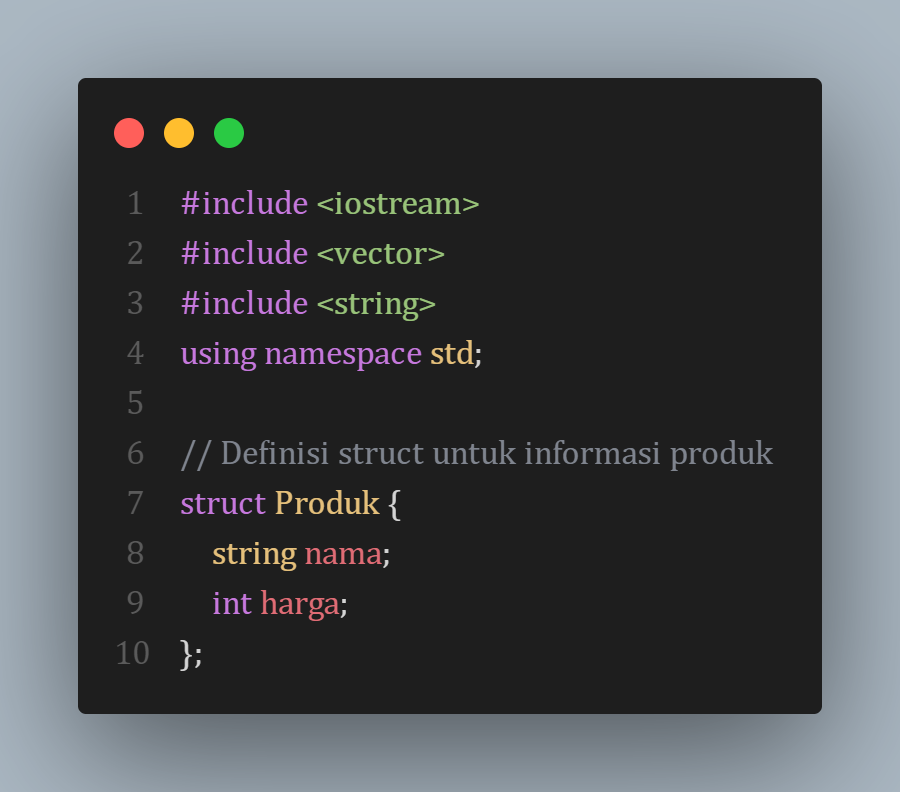 1 #include <iostream>
2 #include <vector>
3 #include <string>
4 using namespace std;
5
6 // Definisi struct untuk informasi produk
7 struct Produk {
8 string nama;
9 int harga;
10 };